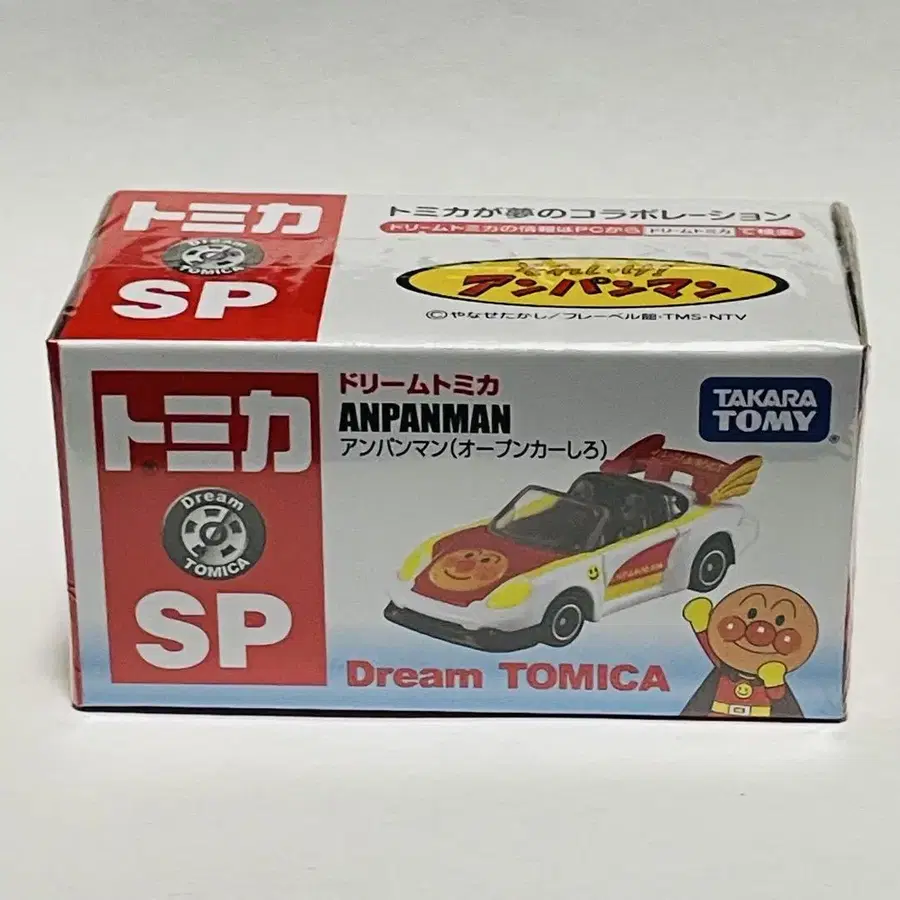 トミカ
Dream
TOMICA
SP
トミカが夢のコラボレーション
ドリームトミカの情報はPCから ドリームトミカ で検索
それいけ!
アンパンマン
©やなせたかし/フレーベル館・TMS・NTV
トミカ
Dream
TOMICA
SP
ドリームトミカ
ANPANMAN
アンパンマン(オープンカーしろ)
TAKARA
TOMY®
Dream TOMICA